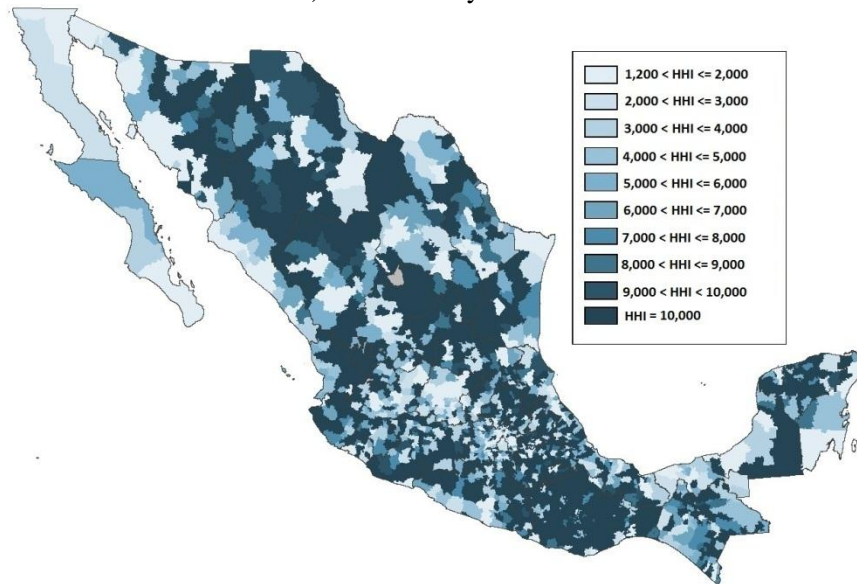 1,200 < HHI <= 2,000
2,000 < HHI <= 3,000
3,000 < HHI <= 4,000
4,000 < HHI <= 5,000
5,000 < HHI <= 6,000
6,000 < HHI <= 7,000
7,000 < HHI <= 8,000
8,000 < HHI <= 9,000
9,000 < HHI < 10,000
HHI = 10,000